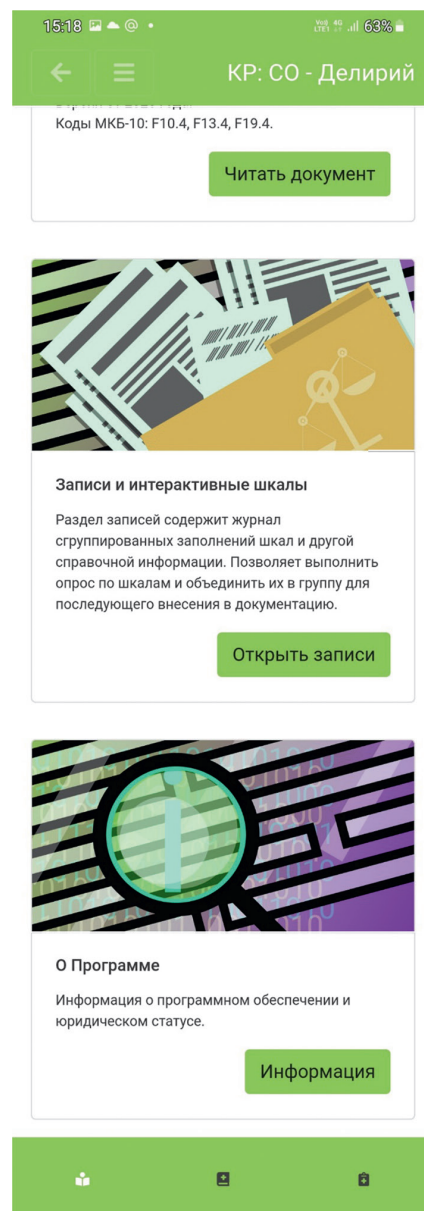 15:18
63%
КР: СО - Делирий
Коды МКБ-10: F10.4, F13.4, F19.4.
Читать документ
Записи и интерактивные шкалы
Раздел записей содержит журнал
сгруппированных заполнений шкал и другой
справочной информации. Позволяет выполнить
опрос по шкалам и объединить их в группу для
последующего внесения в документацию.
Открыть записи
О Программе
Информация о программном обеспечении и
юридическом статусе.
Информация